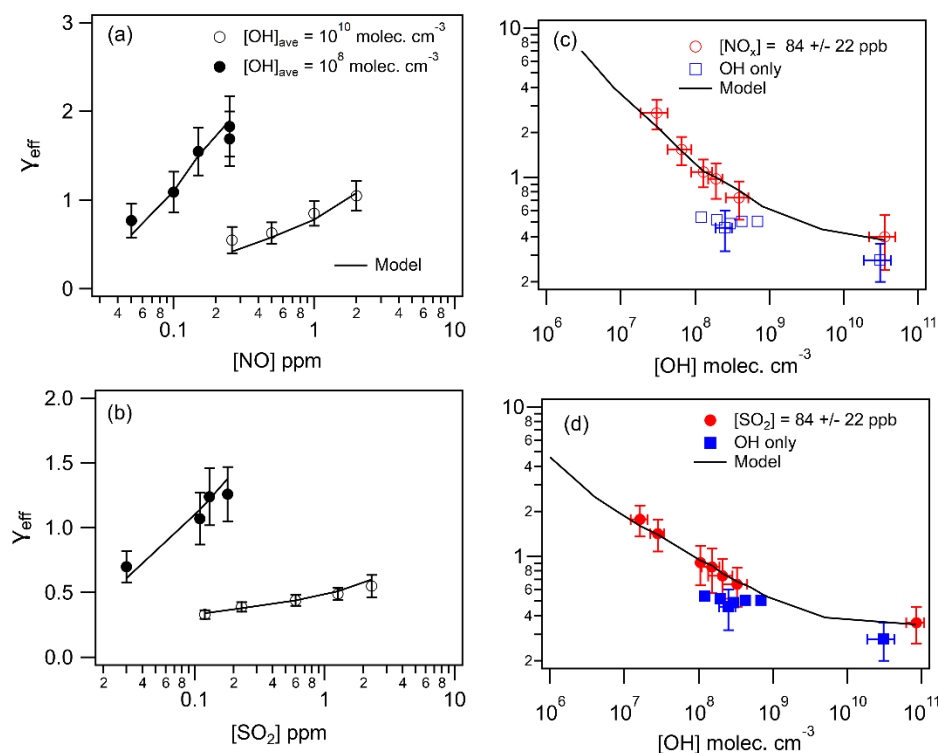 (a)
[OH]ave = 10^10 molec. cm-3
[OH]ave = 10^8 molec. cm-3
3
2
1
0
γeff
Model
4 6 8 2 4 6 8 2 4 6 8
0.1 1 10
[NO] ppm
(c)
[NOx] = 84 +/- 22 ppb
OH only
Model
10
8
6
4
2
1
8
6
4
2
10^6 10^7 10^8 10^9 10^10 10^11
[OH] molec. cm-3
(b)
2.0
1.5
1.0
0.5
0.0
γeff
2 4 6 8 2 4 6 8 2 4 6 8
0.1 1 10
[SO2] ppm
(d)
[SO2] = 84 +/- 22 ppb
OH only
Model
10
8
6
4
2
1
8
6
4
2
10^6 10^7 10^8 10^9 10^10 10^11
[OH] molec. cm-3